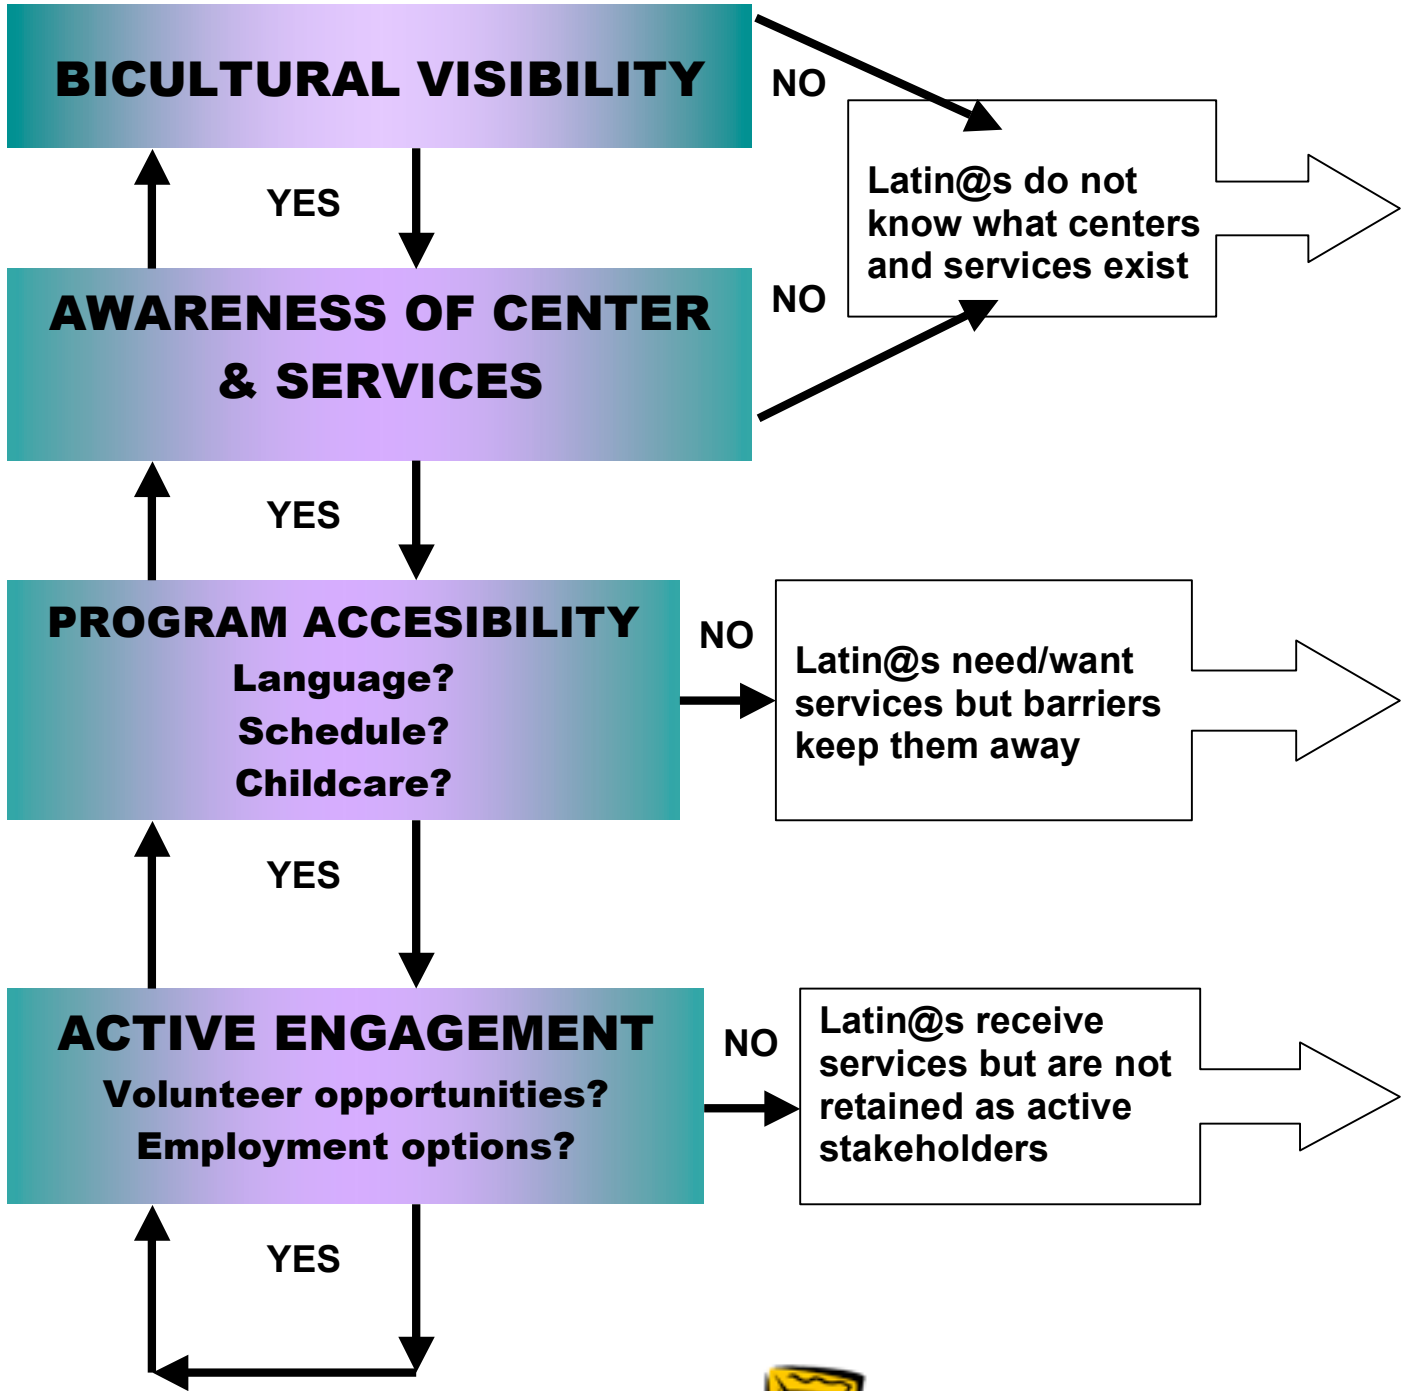 BICULTURAL VISIBILITY
NO
Latin@s do not
know what centers
and services exist
YES
AWARENESS OF CENTER
& SERVICES
NO
YES
PROGRAM ACCESIBILITY
Language?
Schedule?
Childcare?
NO
Latin@s need/want
services but barriers
keep them away
YES
ACTIVE ENGAGEMENT
Volunteer opportunities?
Employment options?
NO
Latin@s receive
services but are not
retained as active
stakeholders
YES